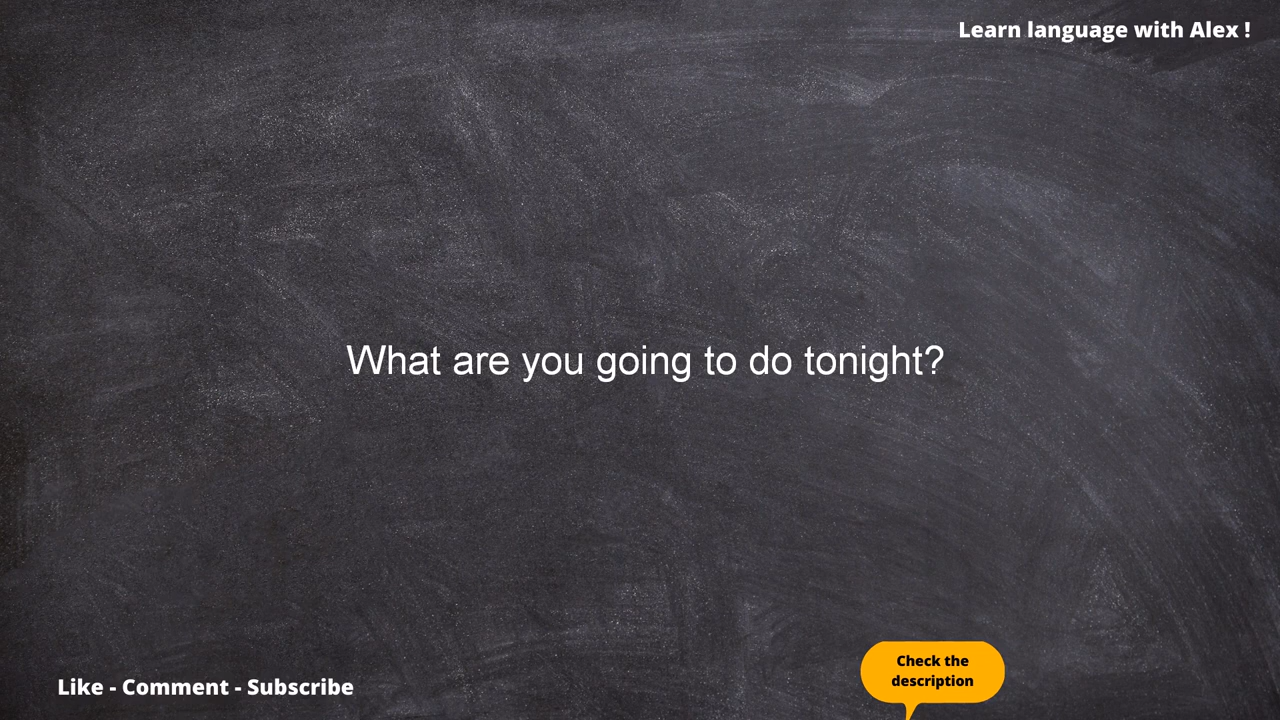 Learn language with Alex !
What are you going to do tonight?
Check the
description
Like - Comment - Subscribe